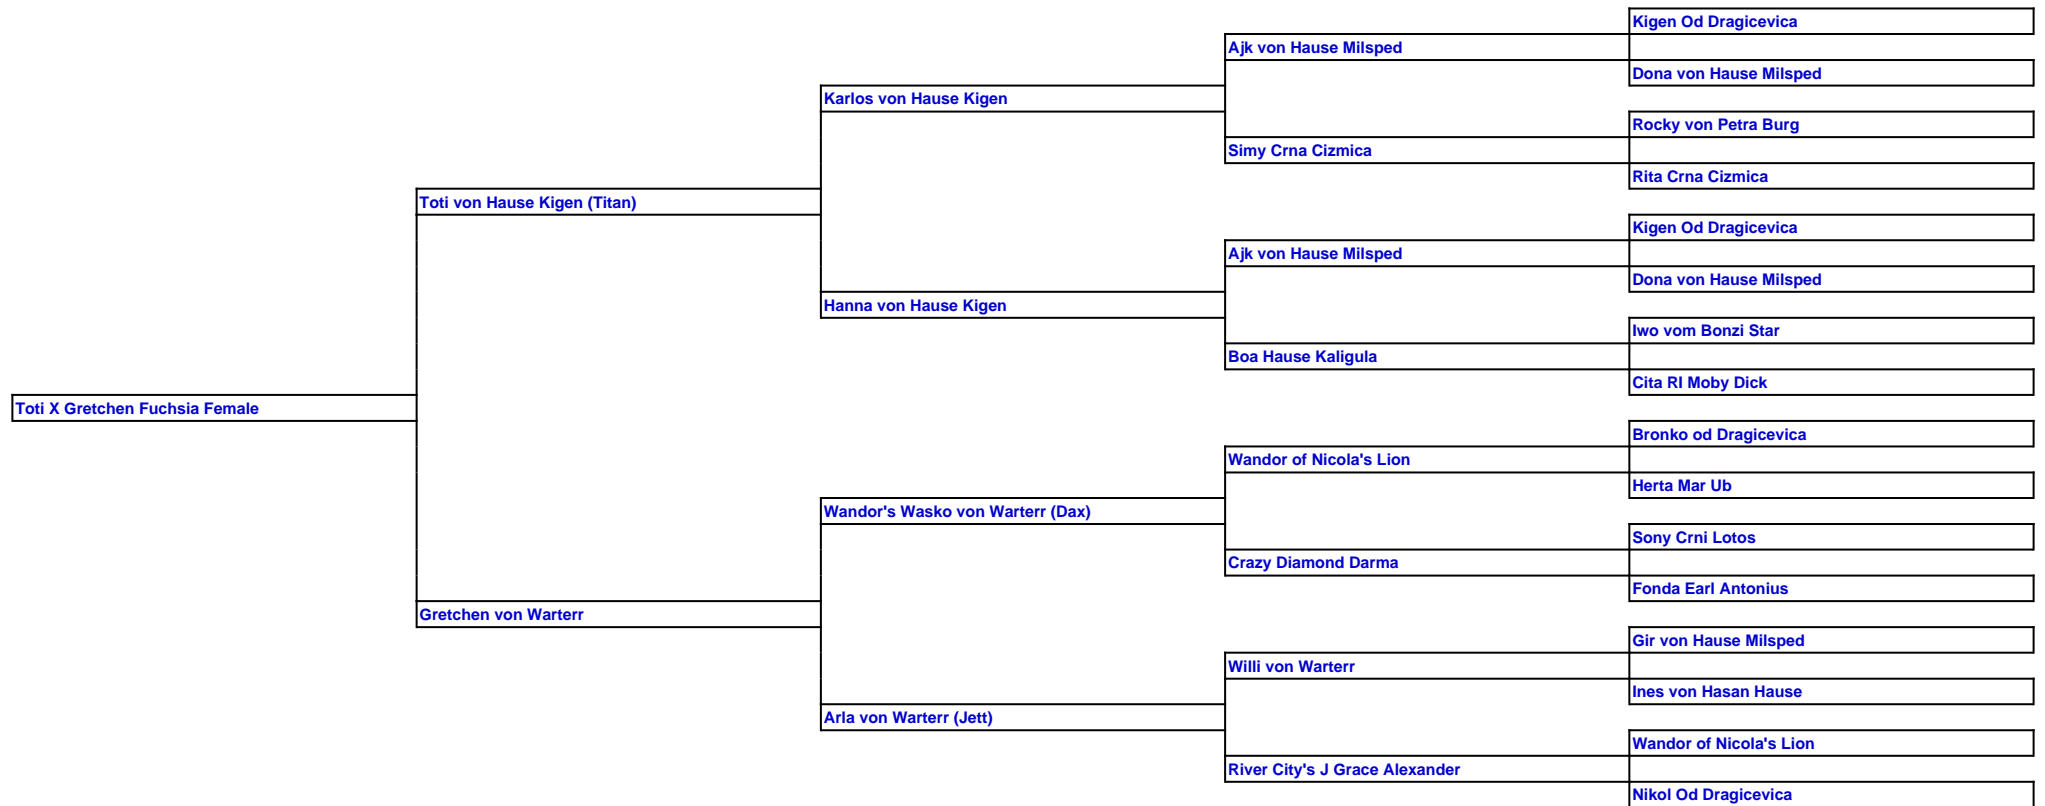 Kigen Od Dragicevica
Ajk von Hause Milsped
Dona von Hause Milsped
Karlos von Hause Kigen
Rocky von Petra Burg
Simy Crna Cizmica
Rita Crna Cizmica
Toti von Hause Kigen (Titan)
Kigen Od Dragicevica
Ajk von Hause Milsped
Dona von Hause Milsped
Hanna von Hause Kigen
Iwo vom Bonzi Star
Boa Hause Kaligula
Cita RI Moby Dick
Toti X Gretchen Fuchsia Female
Bronko od Dragicevica
Wandor of Nicola's Lion
Herta Mar Ub
Wandor's Wasko von Warterr (Dax)
Sony Crni Lotos
Crazy Diamond Darma
Fonda Earl Antonius
Gretchen von Warterr
Gir von Hause Milsped
Willi von Warterr
Ines von Hasan Hause
Arla von Warterr (Jett)
Wandor of Nicola's Lion
River City's J Grace Alexander
Nikol Od Dragicevica